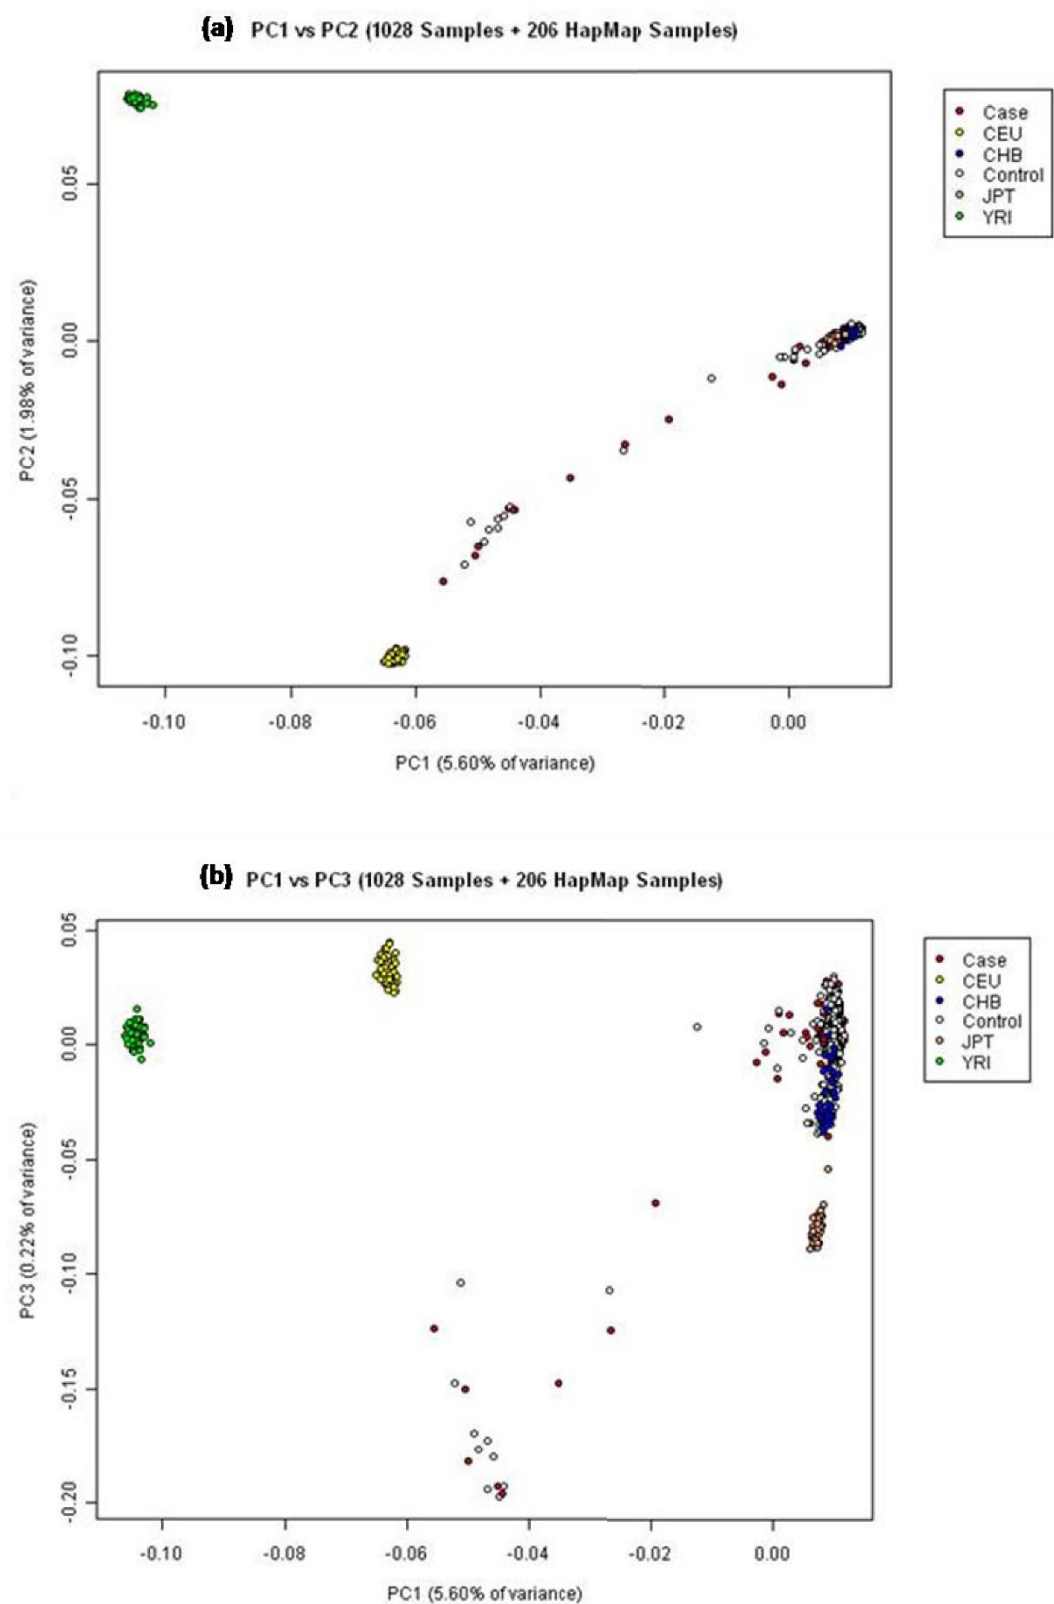 (a) PC1 vs PC2 (1028 Samples + 206 HapMap Samples)
Case
CEU
CHB
Control
JPT
YRI
PC2 (1.98% of variance)
0.05
0.00
-0.05
-0.10
-0.10 -0.08 -0.06 -0.04 -0.02 0.00
PC1 (5.60% of variance)
(b) PC1 vs PC3 (1028 Samples + 206 HapMap Samples)
Case
CEU
CHB
Control
JPT
YRI
PC3 (0.22% of variance)
0.05
0.00
-0.05
-0.10
-0.15
-0.20
-0.10 -0.08 -0.06 -0.04 -0.02 0.00
PC1 (5.60% of variance)